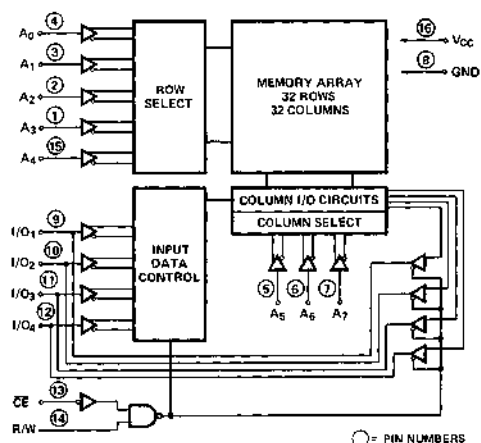 ④
A₀
③
A₁
②
A₂
①
A₃
⑮
A₄
ROW
SELECT
MEMORY ARRAY
32 ROWS
32 COLUMNS
⑯
VCC
⑧
GND
COLUMN I/O CIRCUITS
COLUMN SELECT
⑨
I/O₁
⑩
I/O₂
⑪
I/O₃
⑫
I/O₄
INPUT
DATA
CONTROL
⑤ ⑥ ⑦
A₅ A₆ A₇
⑬
C̅E̅
⑭
R/W
= PIN NUMBERS